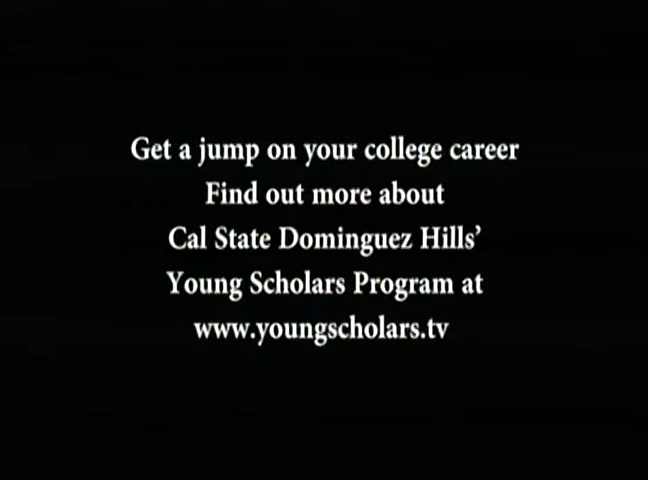 Get a jump on your college career
Find out more about
Cal State Dominguez Hills’
Young Scholars Program at
www.youngscholars.tv